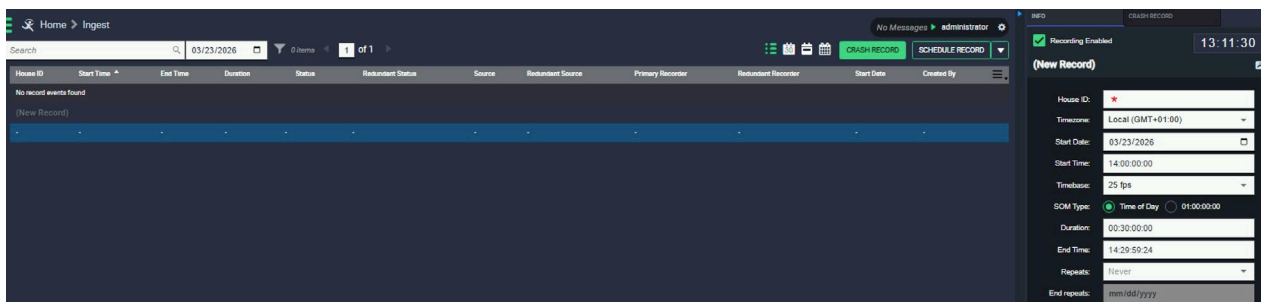 Home > Ingest
No Messages administrator
Search
03/23/2026
0 items
1 of 1
30
CRASH RECORD
SCHEDULE RECORD
House ID Start Time End Time Duration Status Redundant Status Source Redundant Source Primary Recorder Redundant Recorder Start Date Created By
No record events found
(New Record)
- - - - - - - - - - - -
INFO
CRASH RECORD
Recording Enabled
13:11:30
(New Record)
House ID: *
Timezone: Local (GMT+01:00)
Start Date: 03/23/2026
Start Time: 14:00:00:00
Timebase: 25 fps
SOM Type: Time of Day 01:00:00:00
Duration: 00:30:00:00
End Time: 14:29:59:24
Repeats: Never
End repeats: mm/dd/yyyy